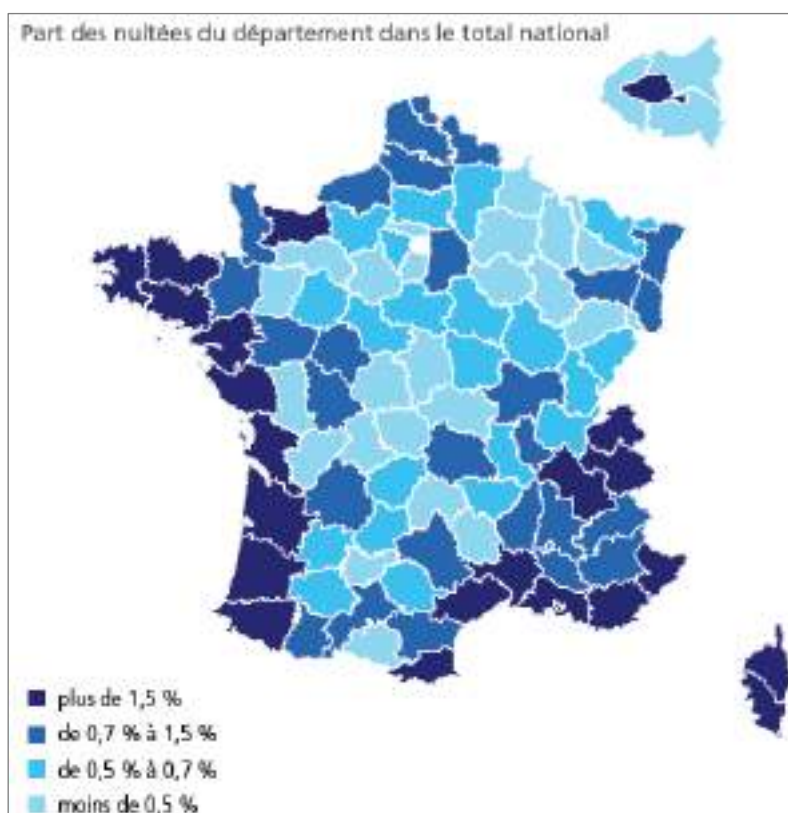 Part des nuitées du département dans le total national
plus de 1,5 %
de 0,7 % à 1,5 %
de 0,5 % à 0,7 %
moins de 0,5 %